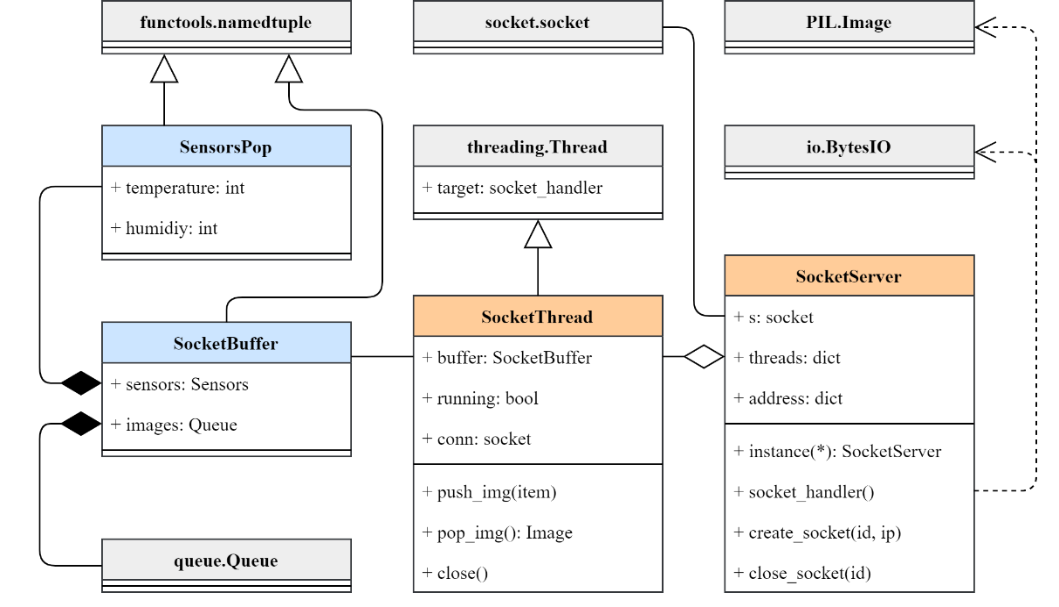 functools.namedtuple
socket.socket
PIL.Image
SensorsPop
+ temperature: int
+ humidiy: int
threading.Thread
+ target: socket_handler
io.BytesIO
SocketServer
+ s: socket
+ threads: dict
+ address: dict
+ instance(*): SocketServer
+ socket_handler()
+ create_socket(id, ip)
+ close_socket(id)
SocketThread
+ buffer: SocketBuffer
+ running: bool
+ conn: socket
+ push_img(item)
+ pop_img(): Image
+ close()
SocketBuffer
+ sensors: Sensors
+ images: Queue
queue.Queue